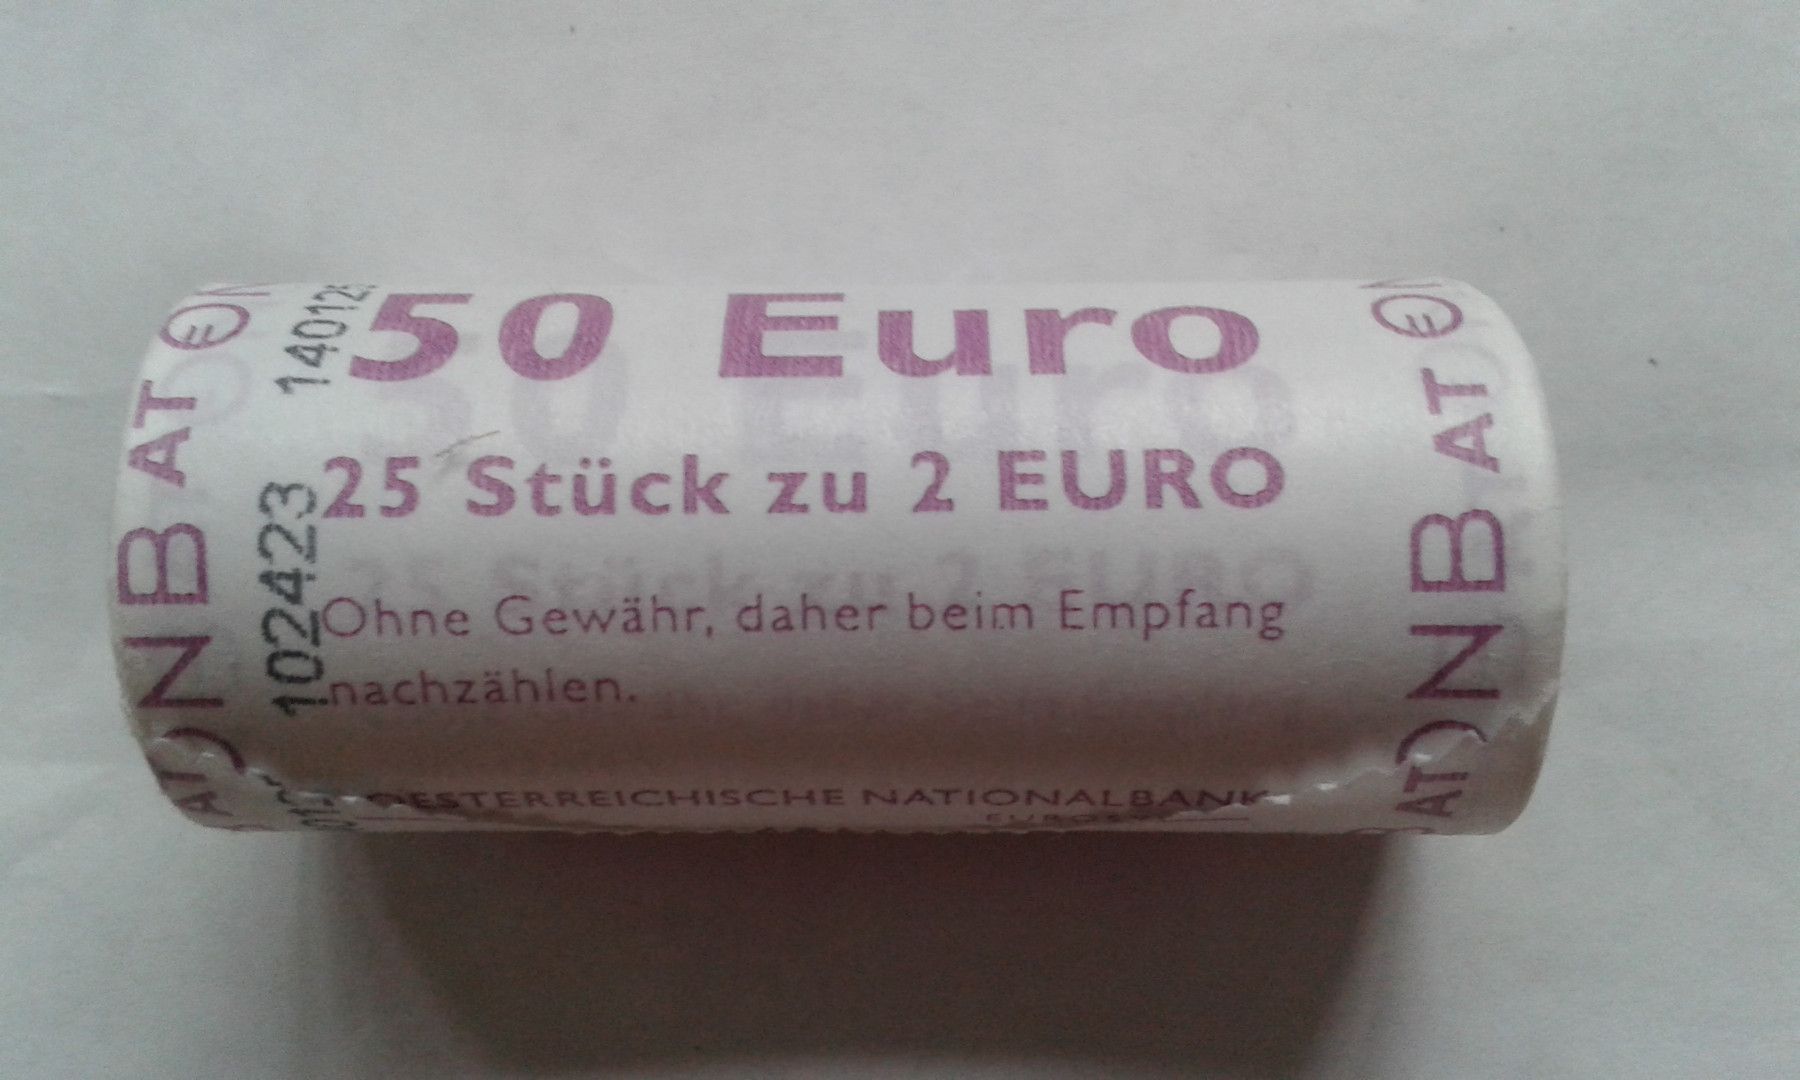 50 Euro
25 Stück zu 2 EURO
Ohne Gewähr, daher beim Empfang
nachzählen.
OESTERREICHISCHE NATIONALBANK
102423
ONB AT
ONB AT